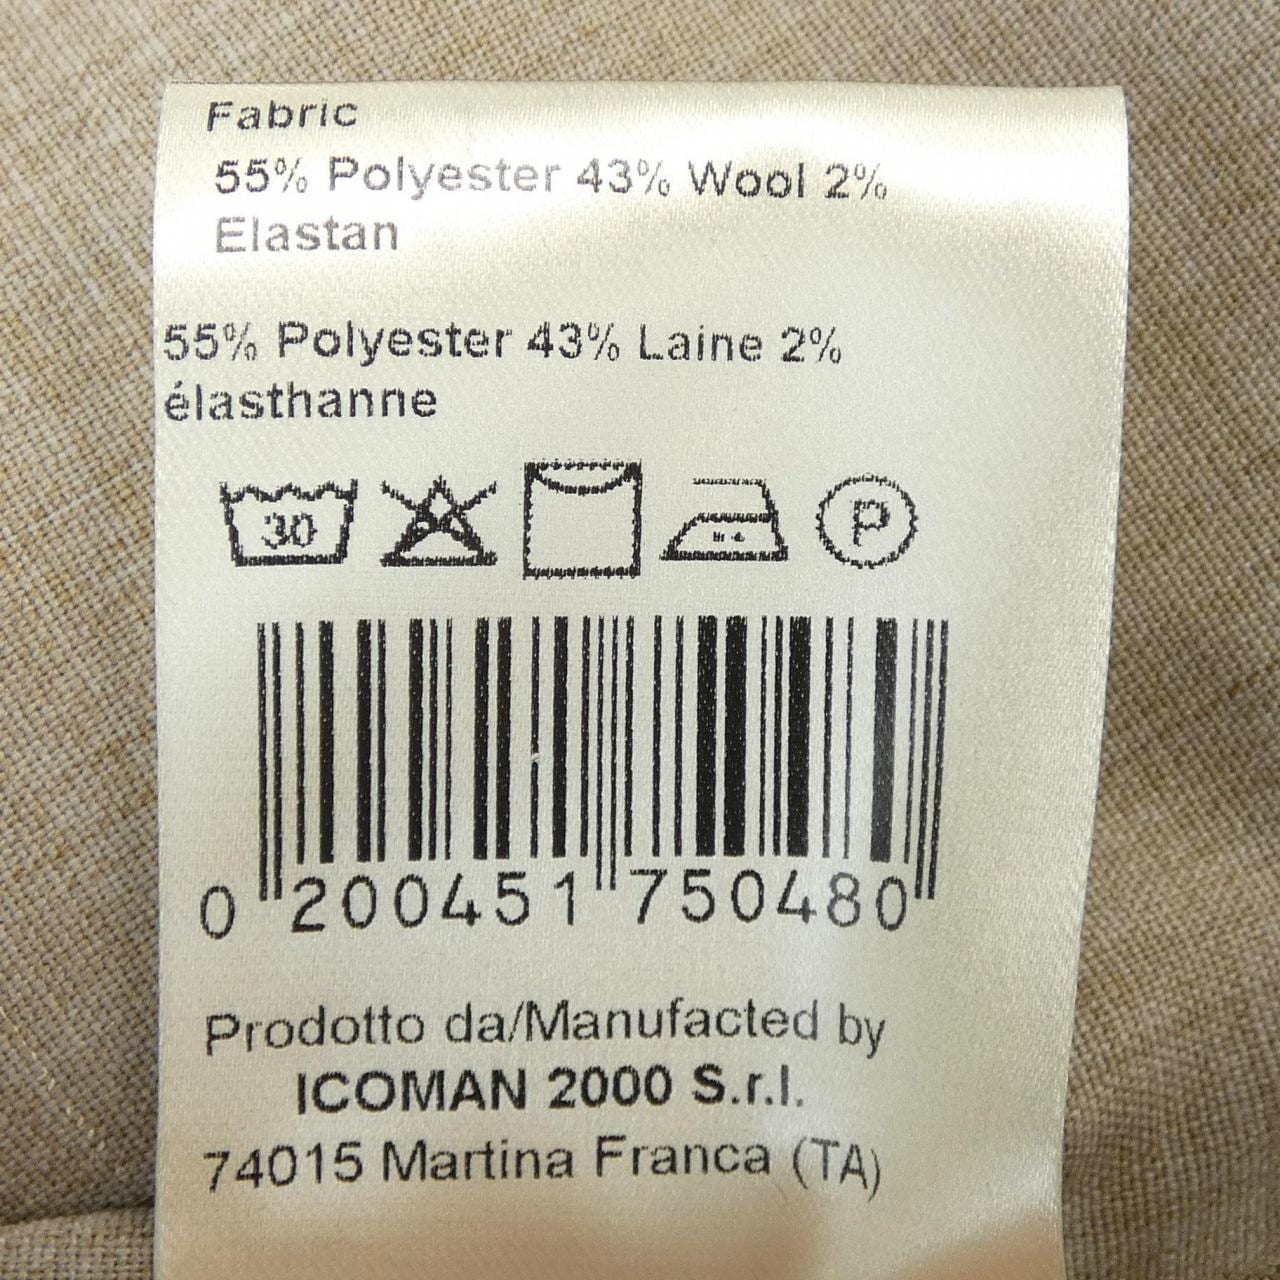 Fabric
55% Polyester 43% Wool 2%
Elastan
55% Polyester 43% Laine 2%
élasthanne
30 P
0 200451 750480
Prodotto da/Manufacted by
ICOMAN 2000 S.r.l.
74015 Martina Franca (TA)